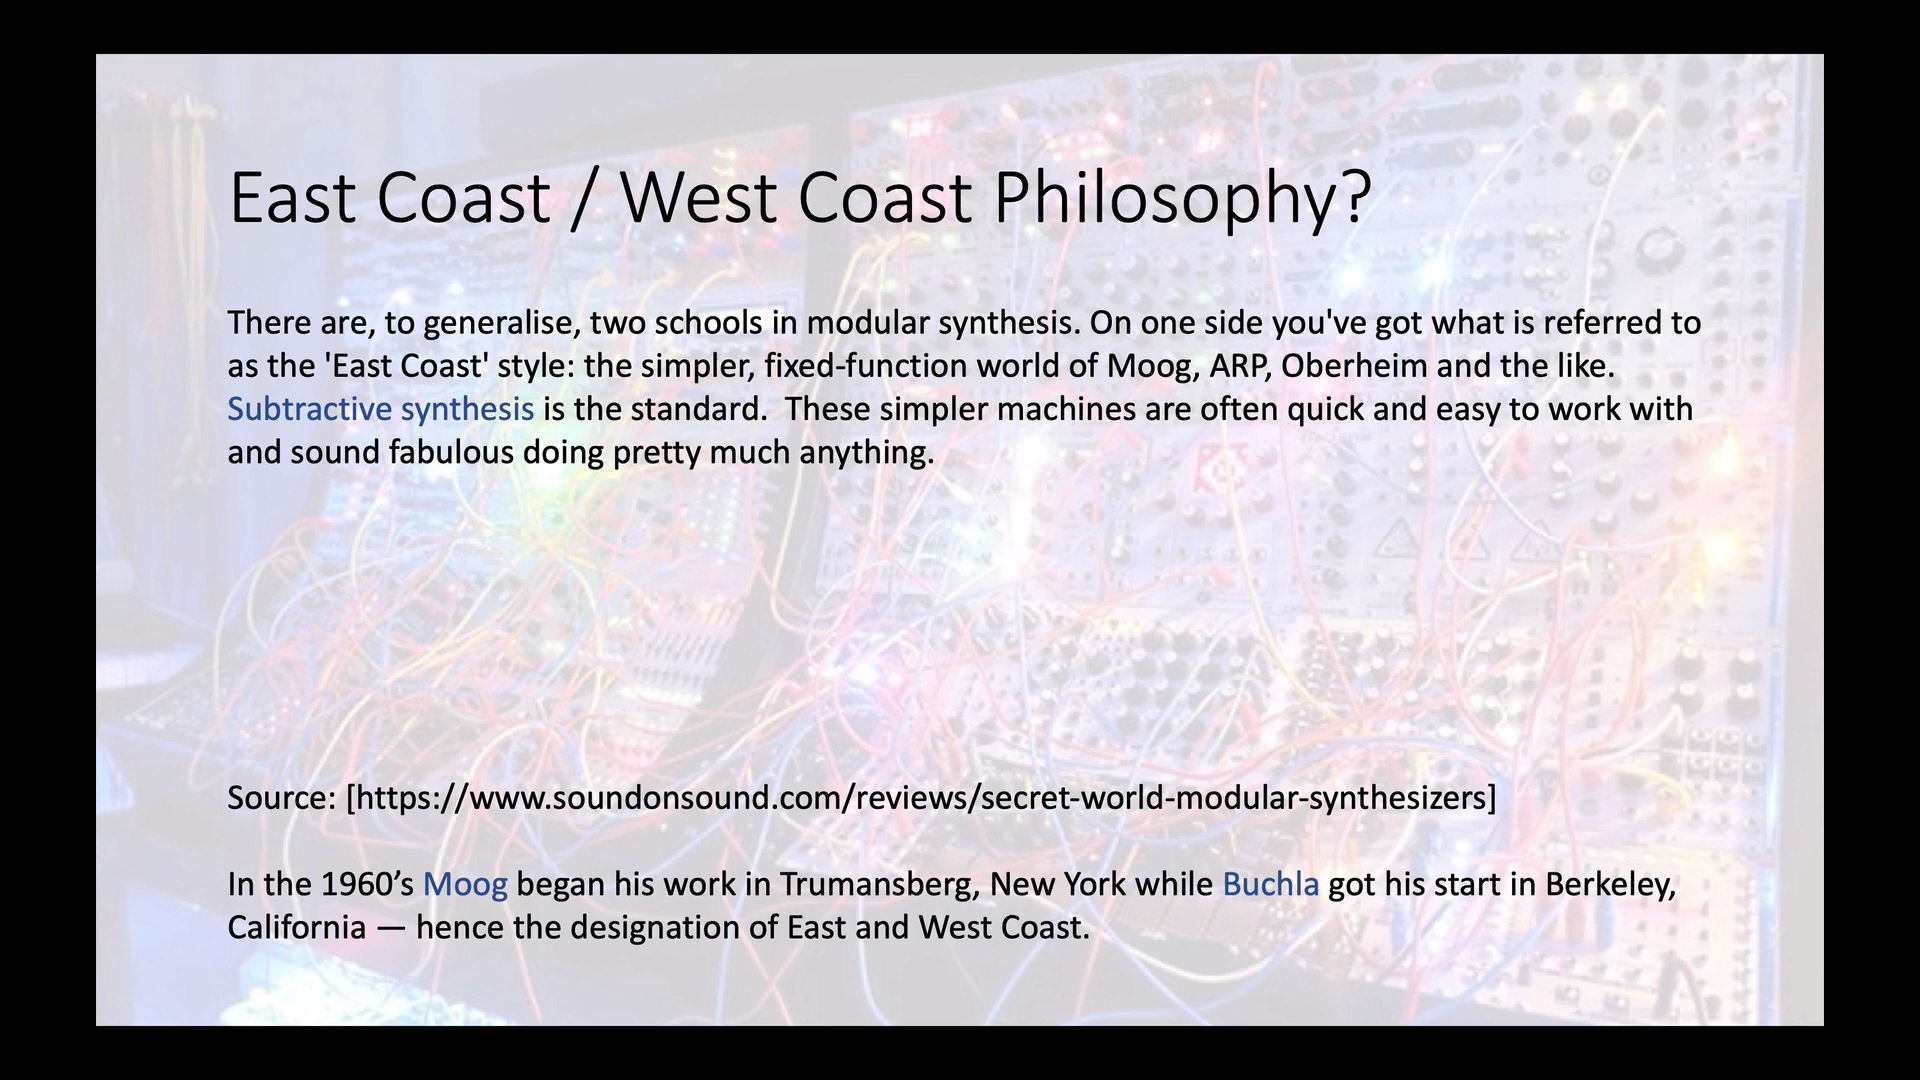 East Coast / West Coast Philosophy?
There are, to generalise, two schools in modular synthesis. On one side you've got what is referred to
as the 'East Coast' style: the simpler, fixed-function world of Moog, ARP, Oberheim and the like.
Subtractive synthesis is the standard.  These simpler machines are often quick and easy to work with
and sound fabulous doing pretty much anything.
Source: [https://www.soundonsound.com/reviews/secret-world-modular-synthesizers]
In the 1960’s Moog began his work in Trumansberg, New York while Buchla got his start in Berkeley,
California — hence the designation of East and West Coast.